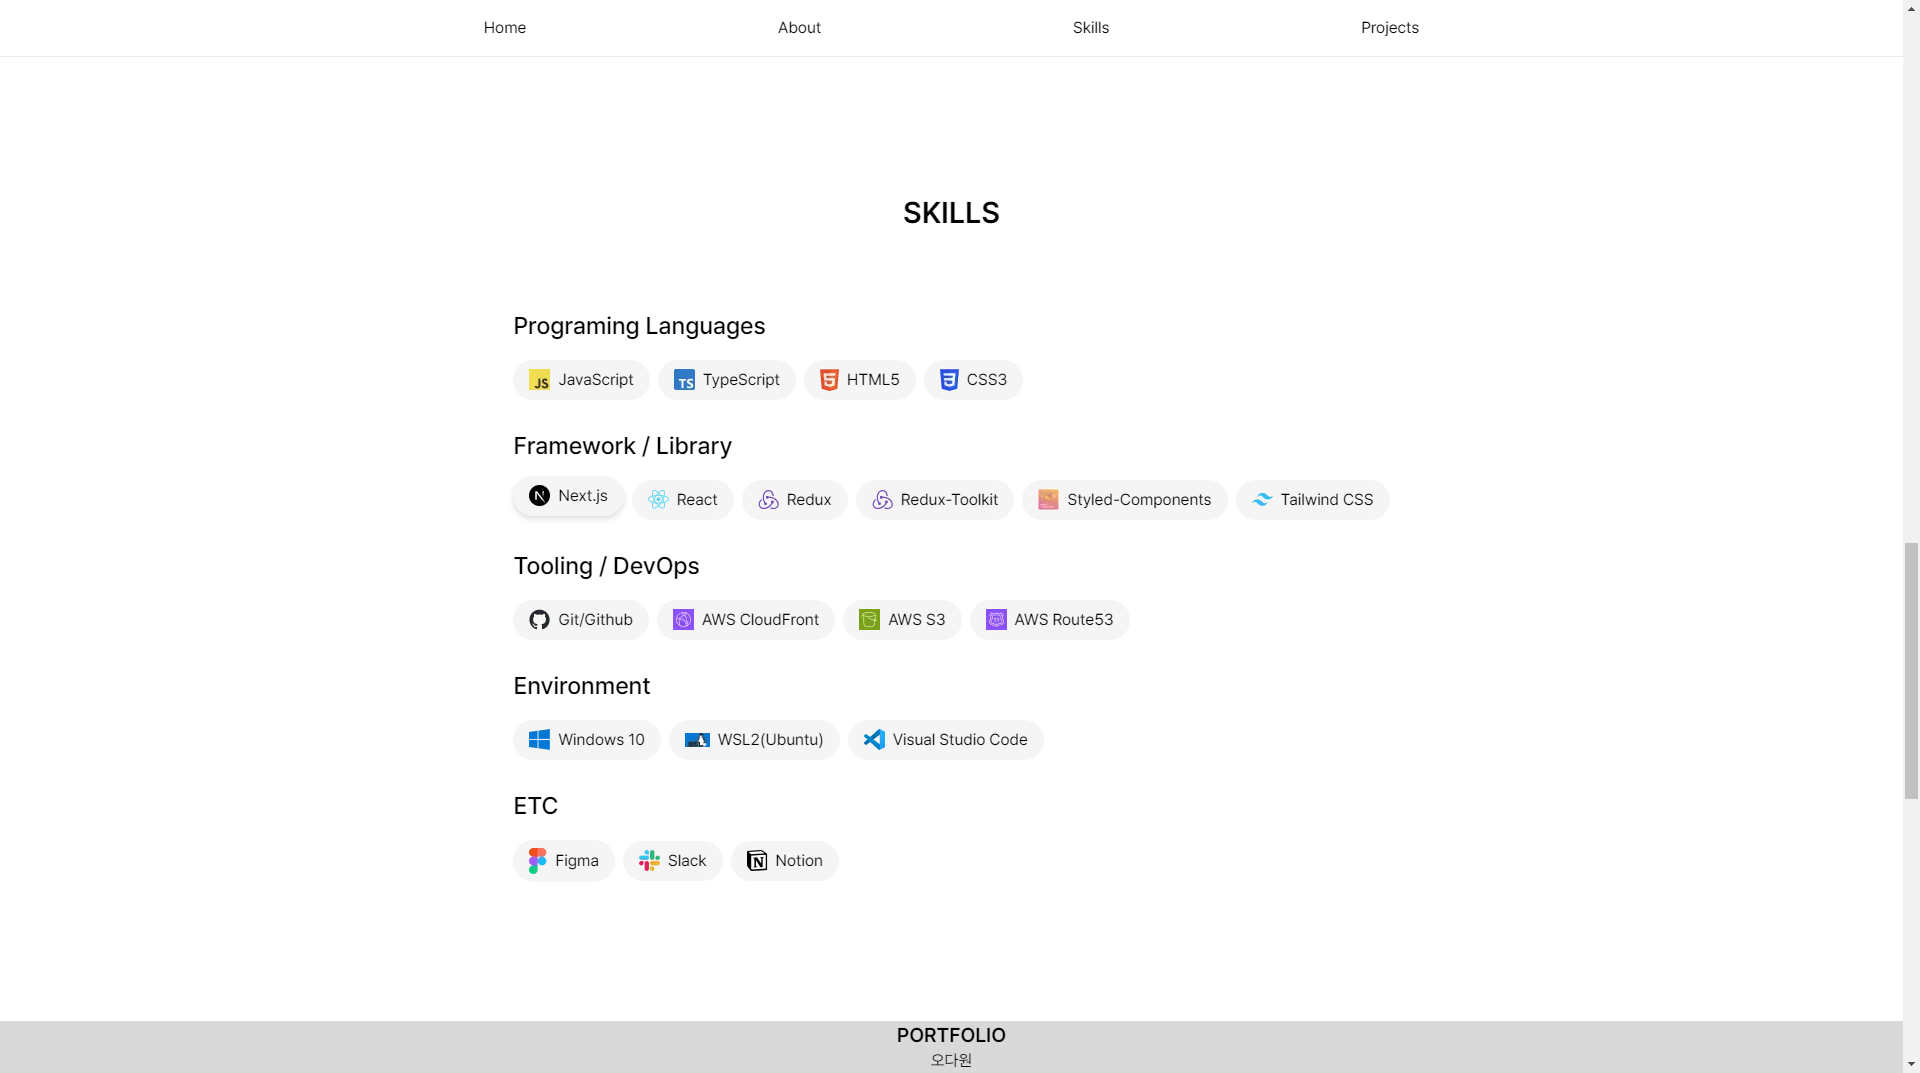 Home About Skills Projects
SKILLS
Programing Languages
JavaScript TypeScript HTML5 CSS3
Framework / Library
Next.js React Redux Redux-Toolkit Styled-Components Tailwind CSS
Tooling / DevOps
Git/Github AWS CloudFront AWS S3 AWS Route53
Environment
Windows 10 WSL2(Ubuntu) Visual Studio Code
ETC
Figma Slack Notion
PORTFOLIO
오다원